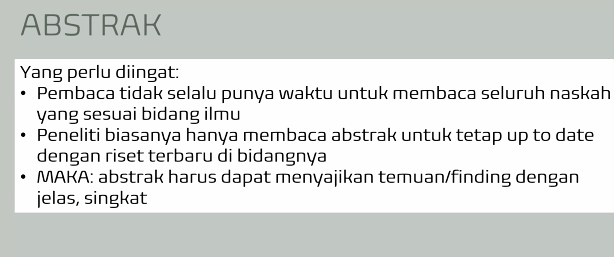 ABSTRAK
Yang perlu diingat:
• Pembaca tidak selalu punya waktu untuk membaca seluruh naskah
yang sesuai bidang ilmu
• Peneliti biasanya hanya membaca abstrak untuk tetap up to date
dengan riset terbaru di bidangnya
• MAKA: abstrak harus dapat menyajikan temuan/finding dengan
jelas, singkat